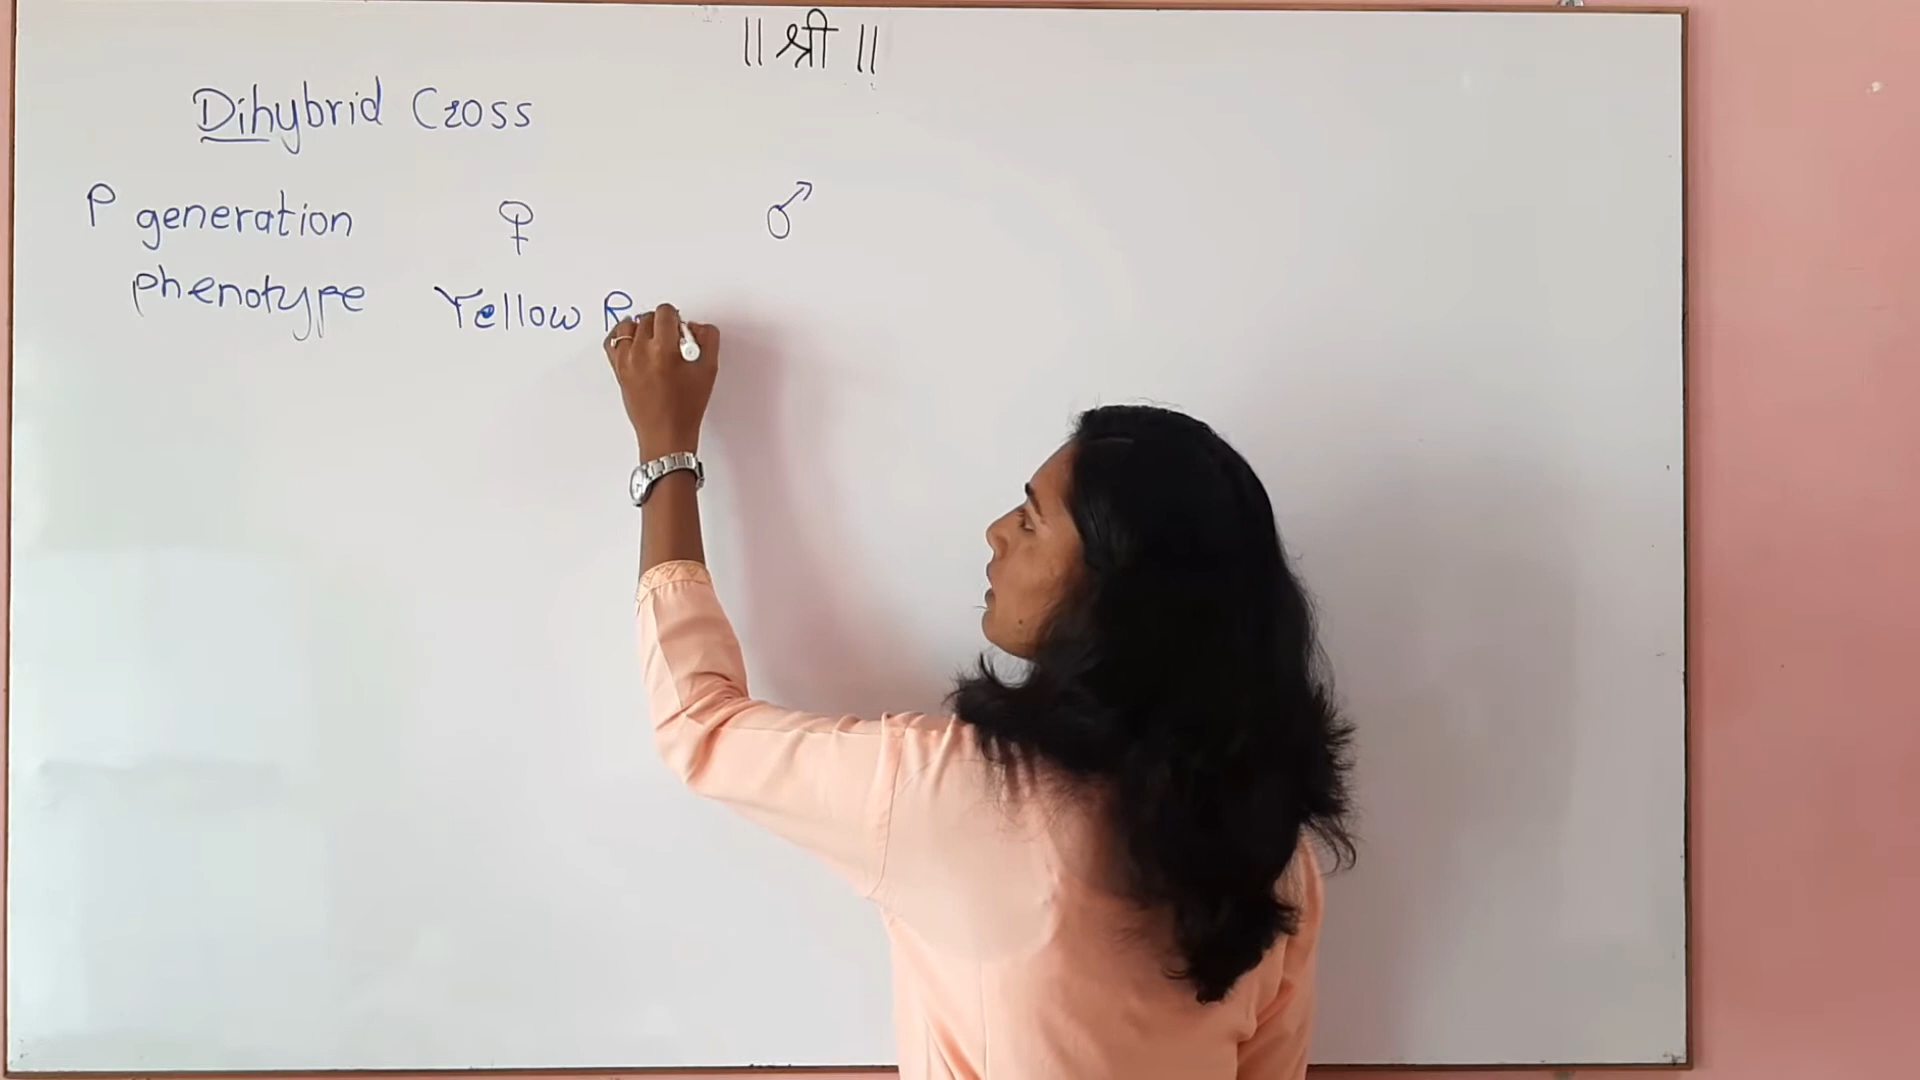 || श्री ||
Dihybrid Cross
P generation ♀ ♂
phenotype Yellow